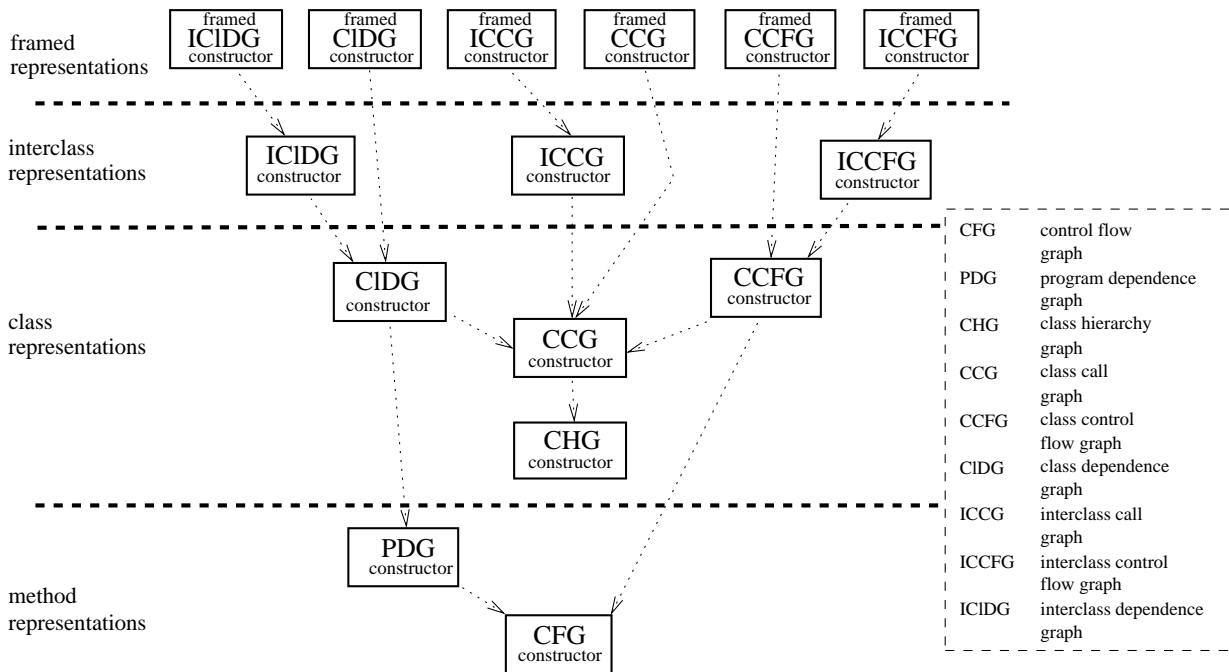 framed
representations
framed
IClDG
constructor
framed
ClDG
constructor
framed
ICCG
constructor
framed
CCG
constructor
framed
CCFG
constructor
framed
ICCFG
constructor
interclass
representations
IClDG
constructor
ICCG
constructor
ICCFG
constructor
class
representations
ClDG
constructor
CCFG
constructor
CCG
constructor
CHG
constructor
method
representations
PDG
constructor
CFG
constructor
CFG control flow
graph
PDG program dependence
graph
CHG class hierarchy
graph
CCG class call
graph
CCFG class control
flow graph
ClDG class dependence
graph
ICCG interclass call
graph
ICCFG interclass control
flow graph
IClDG interclass dependence
graph